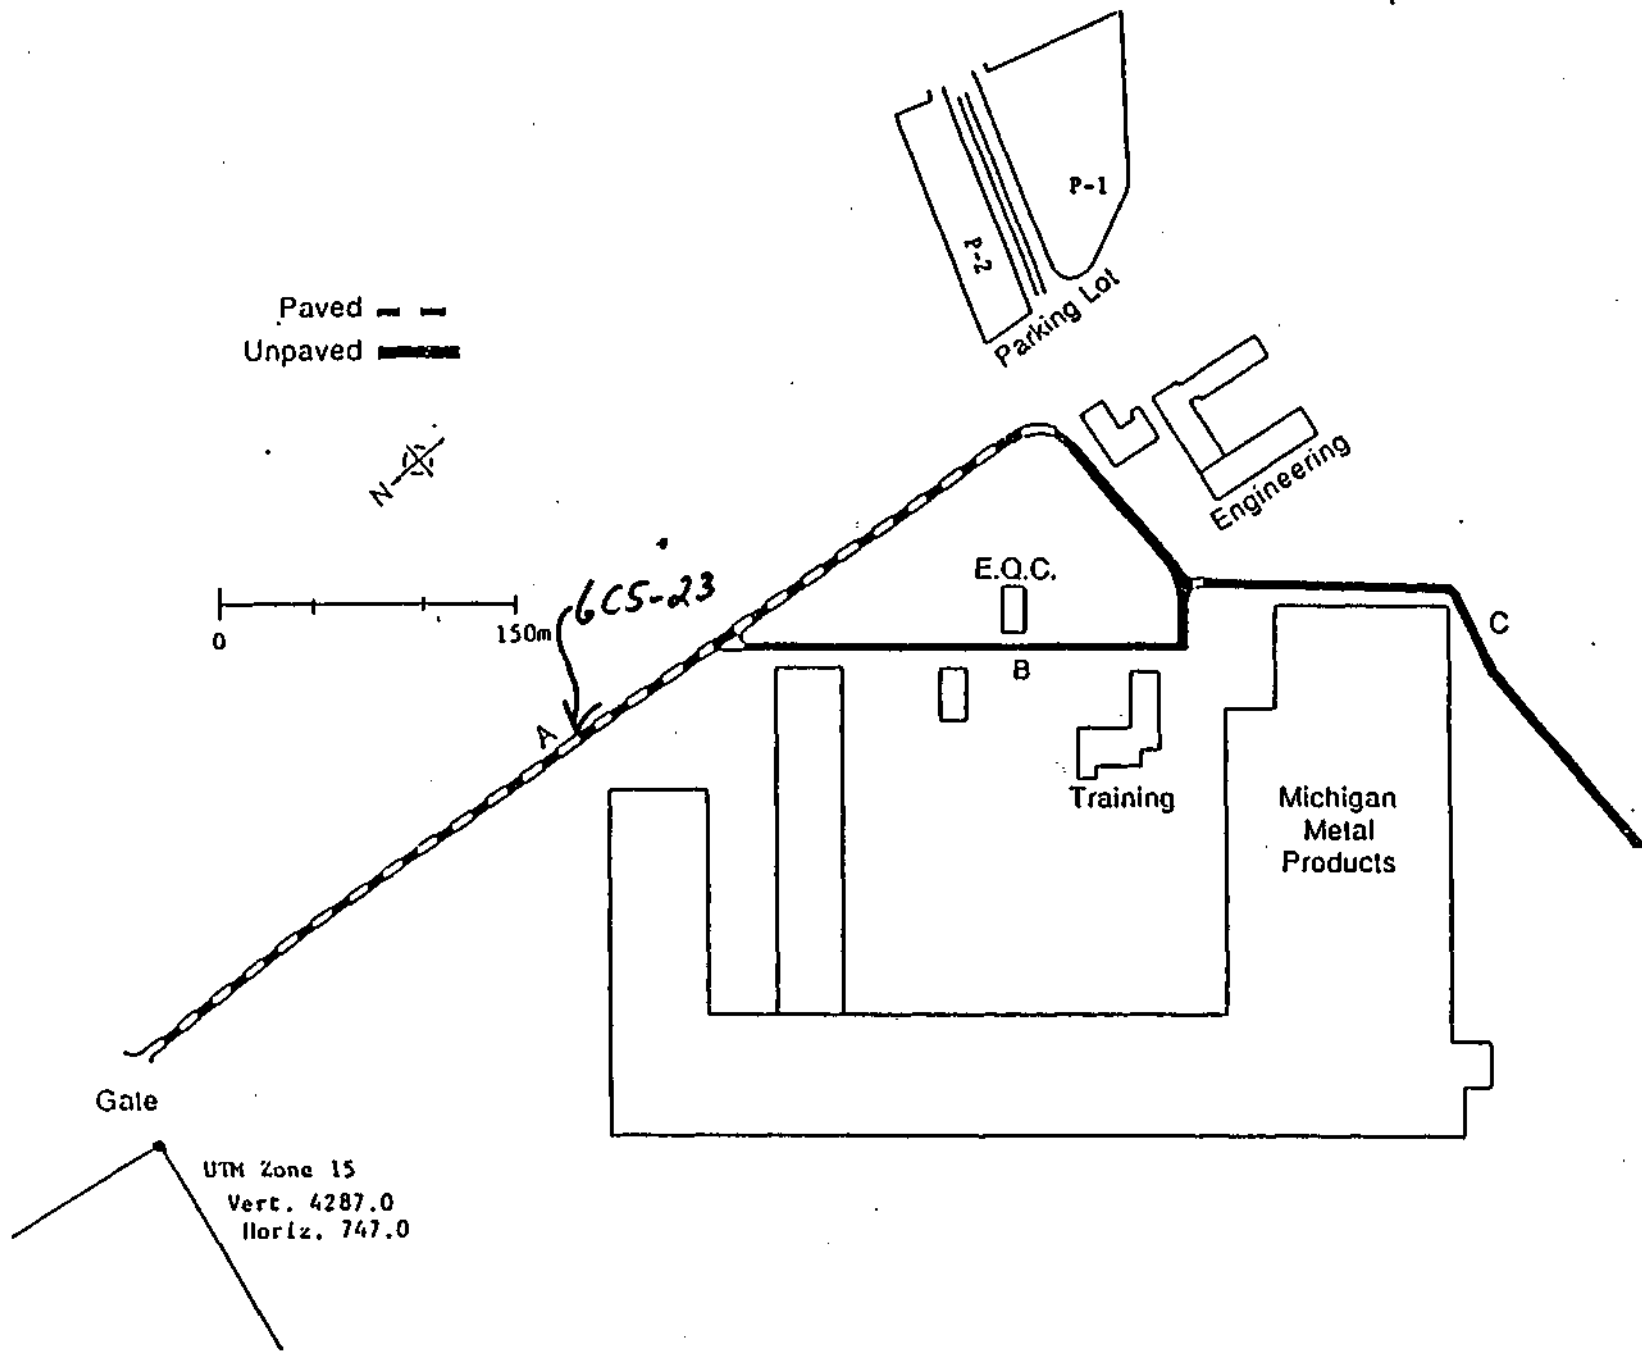 P-1
P-2
Parking Lot
Paved
Unpaved
N
Engineering
E.Q.C.
6CS-23
0
150m
A
B
C
Training
Michigan
Metal
Products
Gate
UTM Zone 15
Vert. 4287.0
Horiz. 747.0